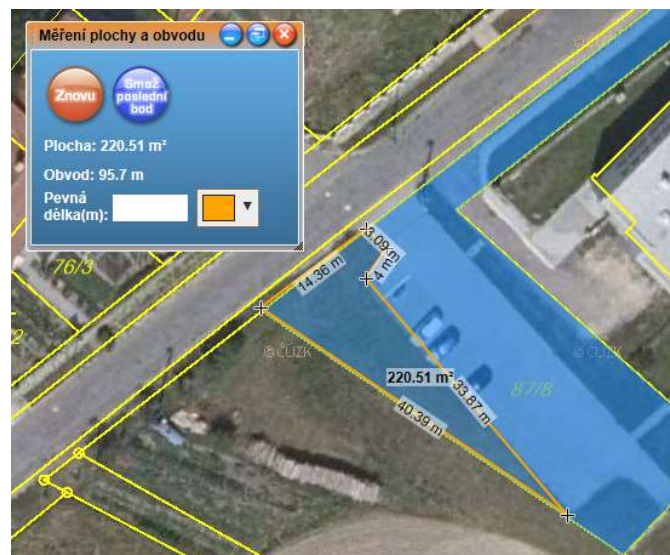 Měření plochy a obvodu
Znovu
Smaž
poslední
bod
Plocha: 220.51 m²
Obvod: 95.7 m
Pevná
délka(m):
© ČÚZK
76/3
14.36 m
3.09 m
4 m
© ČÚZK
© ČÚZK
220.51 m²
33.87 m
87/8
40.39 m